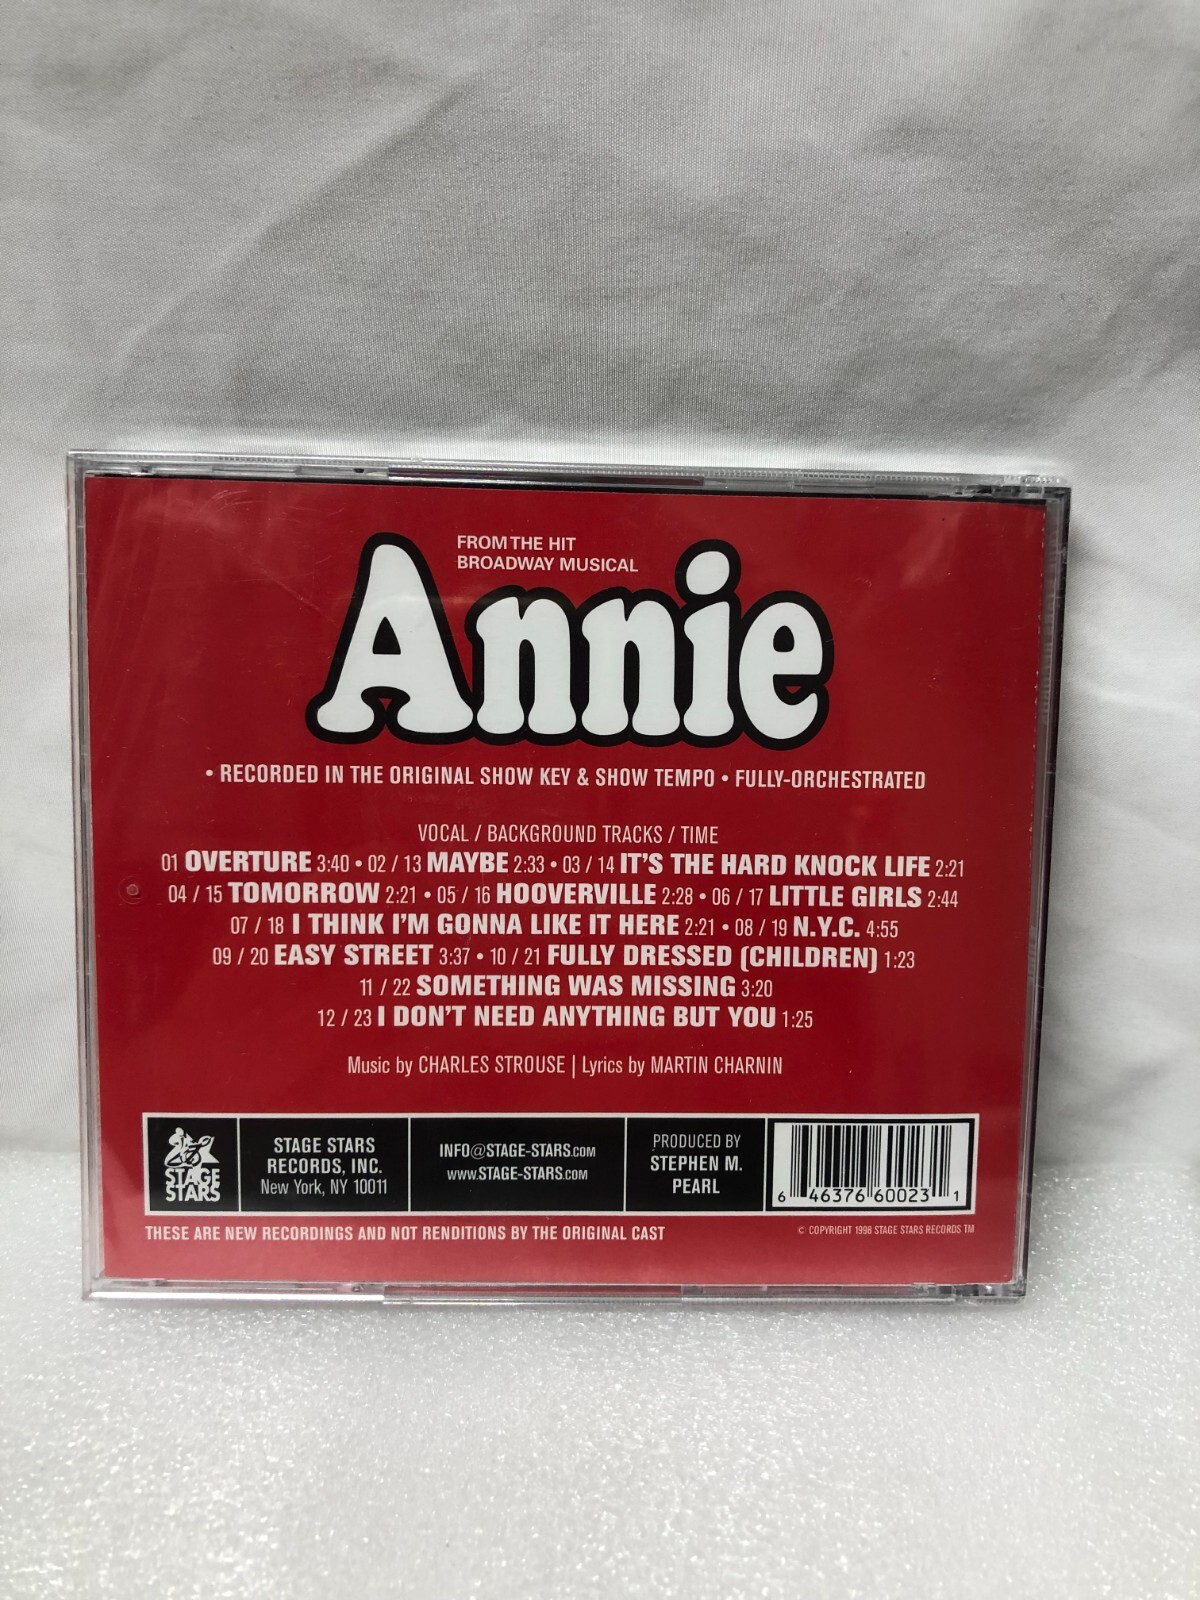 FROM THE HIT
BROADWAY MUSICAL
Annie
• RECORDED IN THE ORIGINAL SHOW KEY & SHOW TEMPO • FULLY-ORCHESTRATED
VOCAL / BACKGROUND TRACKS / TIME
01 OVERTURE 3:40 • 02 / 13 MAYBE 2:33 • 03 / 14 IT'S THE HARD KNOCK LIFE 2:21
04 / 15 TOMORROW 2:21 • 05 / 16 HOOVERVILLE 2:28 • 06 / 17 LITTLE GIRLS 2:44
07 / 18 I THINK I'M GONNA LIKE IT HERE 2:21 • 08 / 19 N.Y.C. 4:55
09 / 20 EASY STREET 3:37 • 10 / 21 FULLY DRESSED (CHILDREN) 1:23
11 / 22 SOMETHING WAS MISSING 3:20
12 / 23 I DON'T NEED ANYTHING BUT YOU 1:25
Music by CHARLES STROUSE | Lyrics by MARTIN CHARNIN
STAGE
STARS
STAGE STARS
RECORDS, INC.
New York, NY 10011
INFO@STAGE-STARS.COM
WWW.STAGE-STARS.COM
PRODUCED BY
STEPHEN M.
PEARL
6 46376 60023 1
THESE ARE NEW RECORDINGS AND NOT RENDITIONS BY THE ORIGINAL CAST
© COPYRIGHT 1998 STAGE STARS RECORDS TM